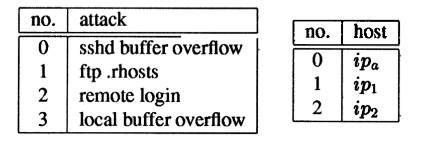 no. attack
0 sshd buffer overflow
1 ftp .rhosts
2 remote login
3 local buffer overflow
no. host
0 ipₐ
1 ip₁
2 ip₂